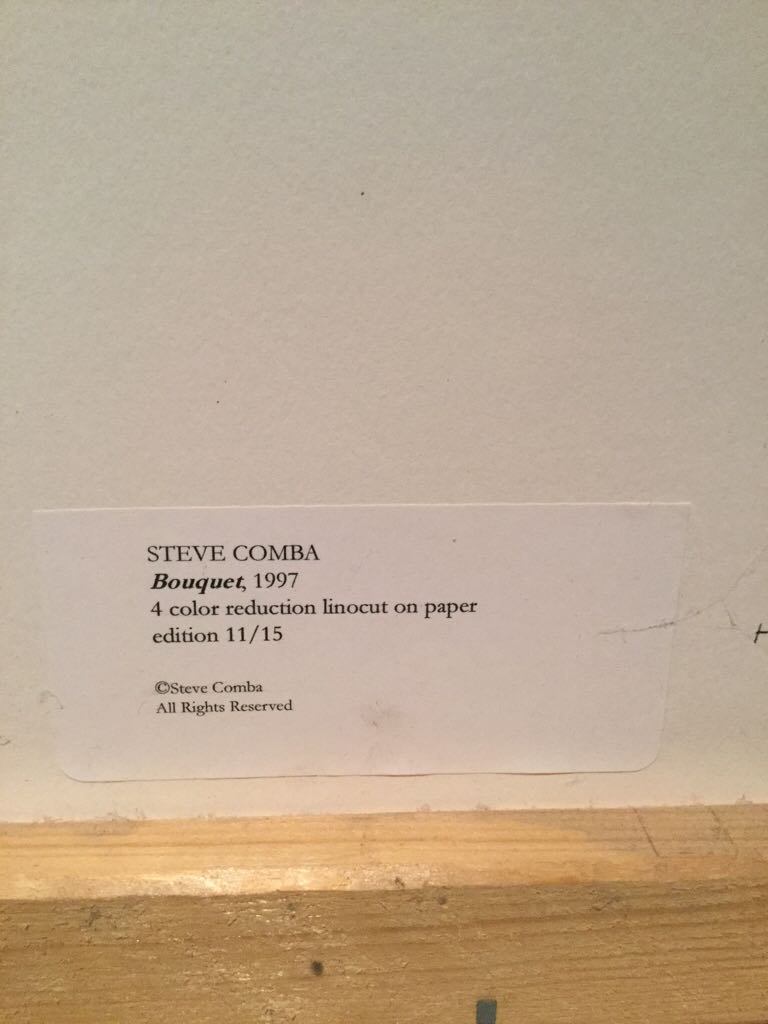 STEVE COMBA
Bouquet, 1997
4 color reduction linocut on paper
edition 11/15
©Steve Comba
All Rights Reserved